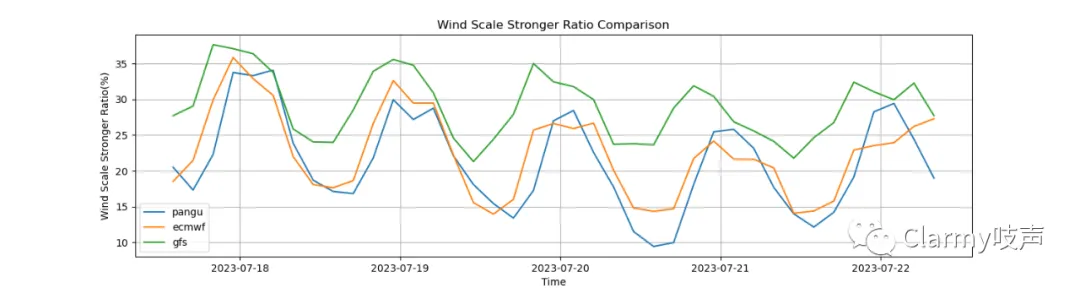 Wind Scale Stronger Ratio Comparison
Wind Scale Stronger Ratio(%)
35
30
25
20
15
10
pangu
ecmwf
gfs
2023-07-18 2023-07-19 2023-07-20 2023-07-21 2023-07-22
Time
Clarmy吱声